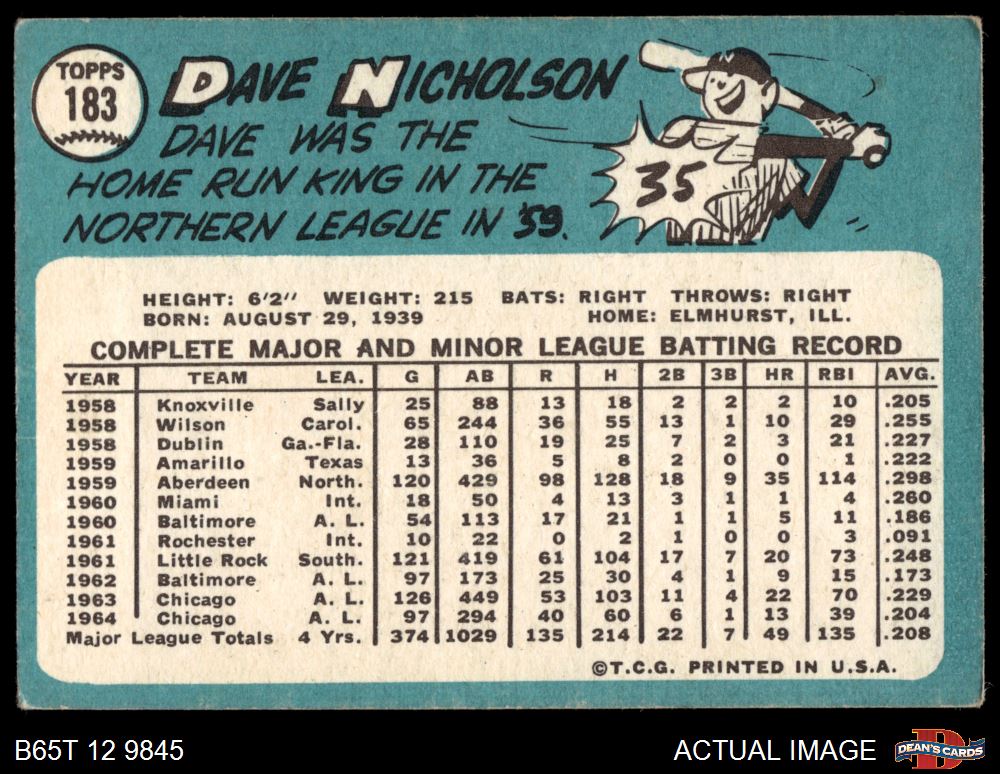 TOPPS
183
DAVE NICHOLSON
DAVE WAS THE
HOME RUN KING IN THE
NORTHERN LEAGUE IN '59.
35
HEIGHT: 6'2" WEIGHT: 215 BATS: RIGHT THROWS: RIGHT
BORN: AUGUST 29, 1939 HOME: ELMHURST, ILL.
COMPLETE MAJOR AND MINOR LEAGUE BATTING RECORD
YEAR TEAM LEA. G AB R H 2B 3B HR RBI AVG.
1958 Knoxville Sally 25 88 13 18 2 2 2 10 .205
1958 Wilson Carol. 65 244 36 55 13 1 10 29 .255
1958 Dublin Ga.-Fla. 28 110 19 25 7 2 3 21 .227
1959 Amarillo Texas 13 36 5 8 2 0 0 1 .222
1959 Aberdeen North. 120 429 98 128 18 9 35 114 .298
1960 Miami Int. 18 50 4 13 3 1 1 4 .260
1960 Baltimore A. L. 54 113 17 21 1 1 5 11 .186
1961 Rochester Int. 10 22 0 2 1 0 0 3 .091
1961 Little Rock South. 121 419 61 104 17 7 20 73 .248
1962 Baltimore A. L. 97 173 25 30 4 1 9 15 .173
1963 Chicago A. L. 126 449 53 103 11 4 22 70 .229
1964 Chicago A. L. 97 294 40 60 6 1 13 39 .204
Major League Totals 4 Yrs. 374 1029 135 214 22 7 49 135 .208
©T.C.G. PRINTED IN U.S.A.
B65T 12 9845 ACTUAL IMAGE DEAN'S CARDS